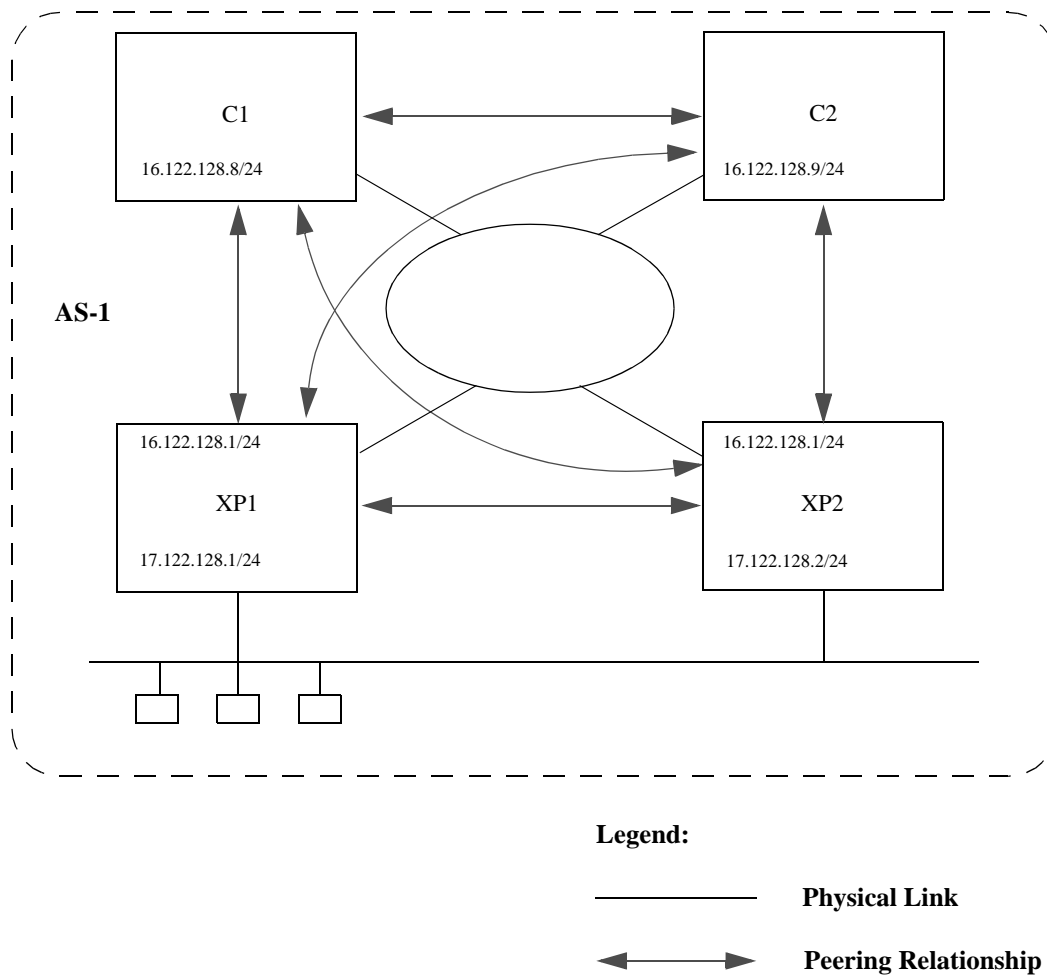 C1
C2
16.122.128.8/24
16.122.128.9/24
AS-1
16.122.128.1/24
16.122.128.1/24
XP1
XP2
17.122.128.1/24
17.122.128.2/24
Legend:
Physical Link
Peering Relationship